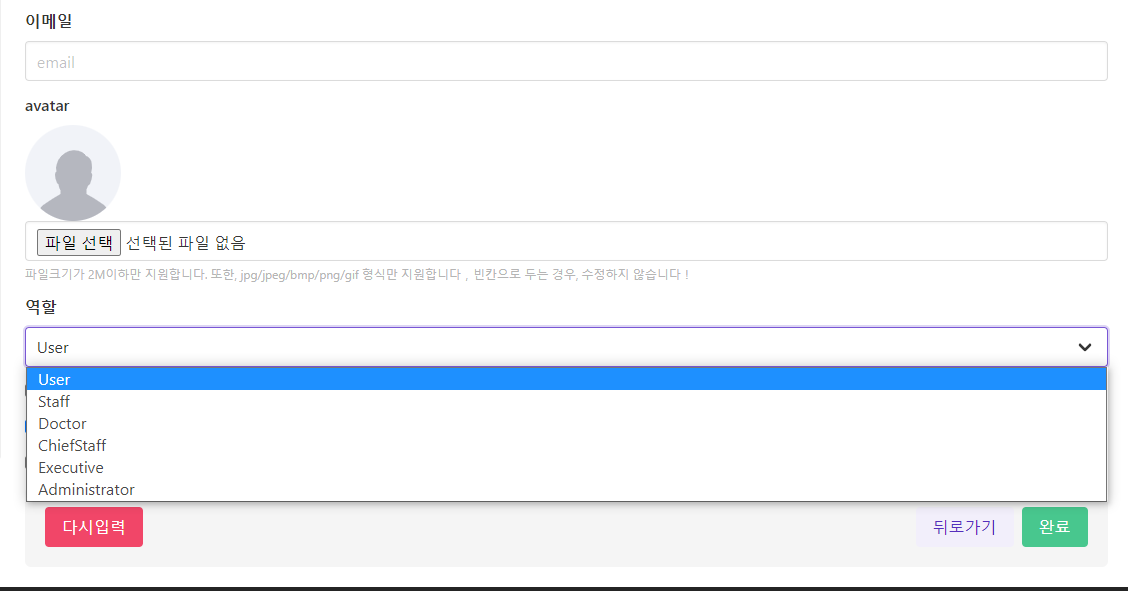 이메일
email
avatar
파일 선택 선택된 파일 없음
파일크기가 2M이하만 지원합니다. 또한, jpg/jpeg/bmp/png/gif 형식만 지원합니다 , 빈칸으로 두는 경우, 수정하지 않습니다 !
역할
User
User
Staff
Doctor
ChiefStaff
Executive
Administrator
다시입력 뒤로가기 완료